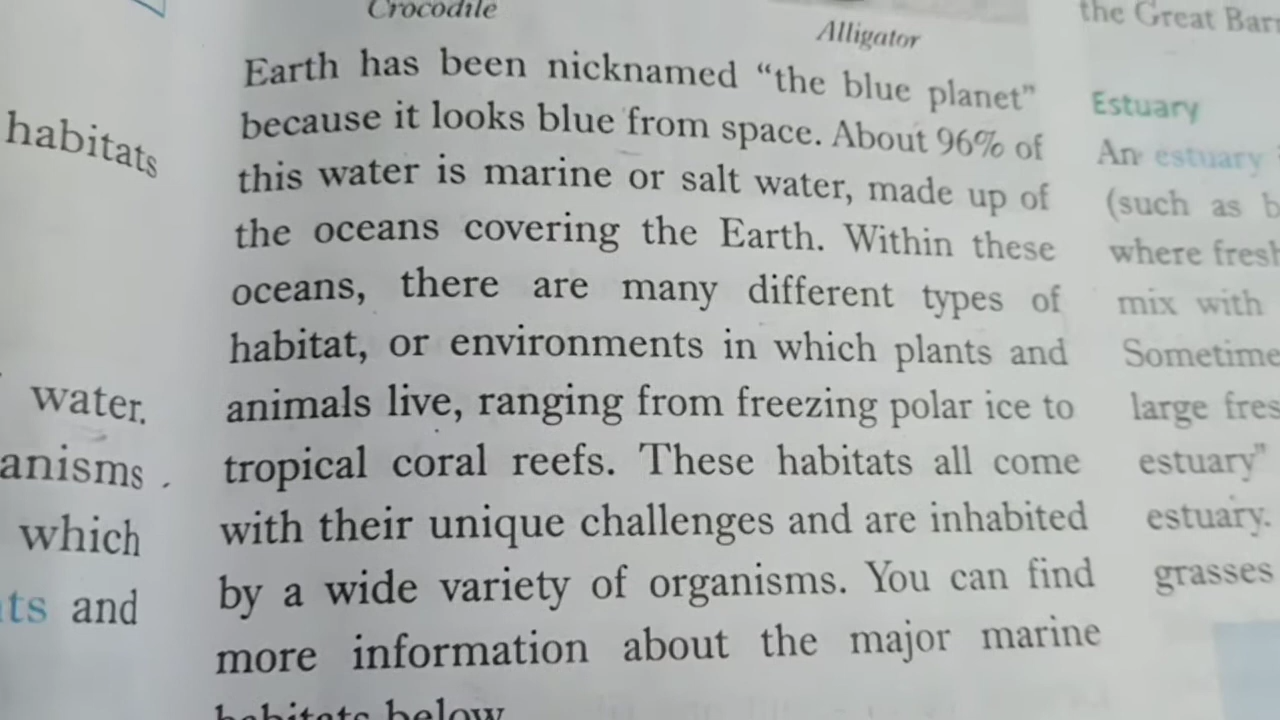 habitats
water.
anisms
which
ts and
Crocodile
Alligator
Earth has been nicknamed “the blue planet”
because it looks blue from space. About 96% of
this water is marine or salt water, made up of
the oceans covering the Earth. Within these
oceans, there are many different types of
habitat, or environments in which plants and
animals live, ranging from freezing polar ice to
tropical coral reefs. These habitats all come
with their unique challenges and are inhabited
by a wide variety of organisms. You can find
more information about the major marine
habitats below
the Great
Estuary
An estuary
(such as
where
mix with
Sometime
large
estuary”
estuary.
grasses